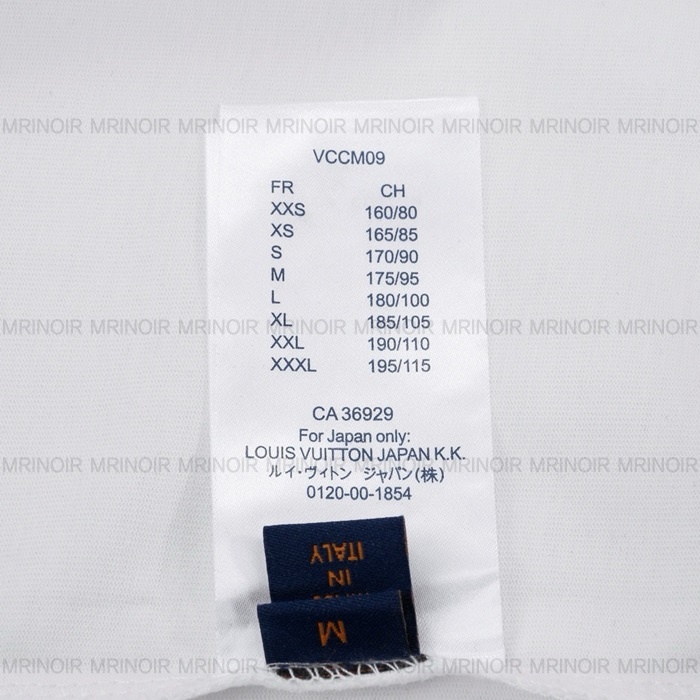 MRINOIR MRINOIR MRINOIR MRINOIR MRINOIR MRINOIR MRINOIR MRINOIR
VCCM09
FR CH
XXS 160/80
XS 165/85
S 170/90
M 175/95
L 180/100
MRINOIR MRINOIR MRINOIR MRINOIR MRINOIR MRINOIR MRINOIR MRINOIR
XL 185/105
XXL 190/110
XXXL 195/115
CA 36929
For Japan only:
LOUIS VUITTON JAPAN K.K.
MRINOIR MRINOIR MRINOIR MRINOIR MRINOIR MRINOIR MRINOIR MRINOIR
ルイ・ヴィトン ジャパン(株)
0120-00-1854
IN
ITALY
M
MRINOIR MRINOIR MRINOIR MRINOIR MRINOIR MRINOIR MRINOIR MRINOIR